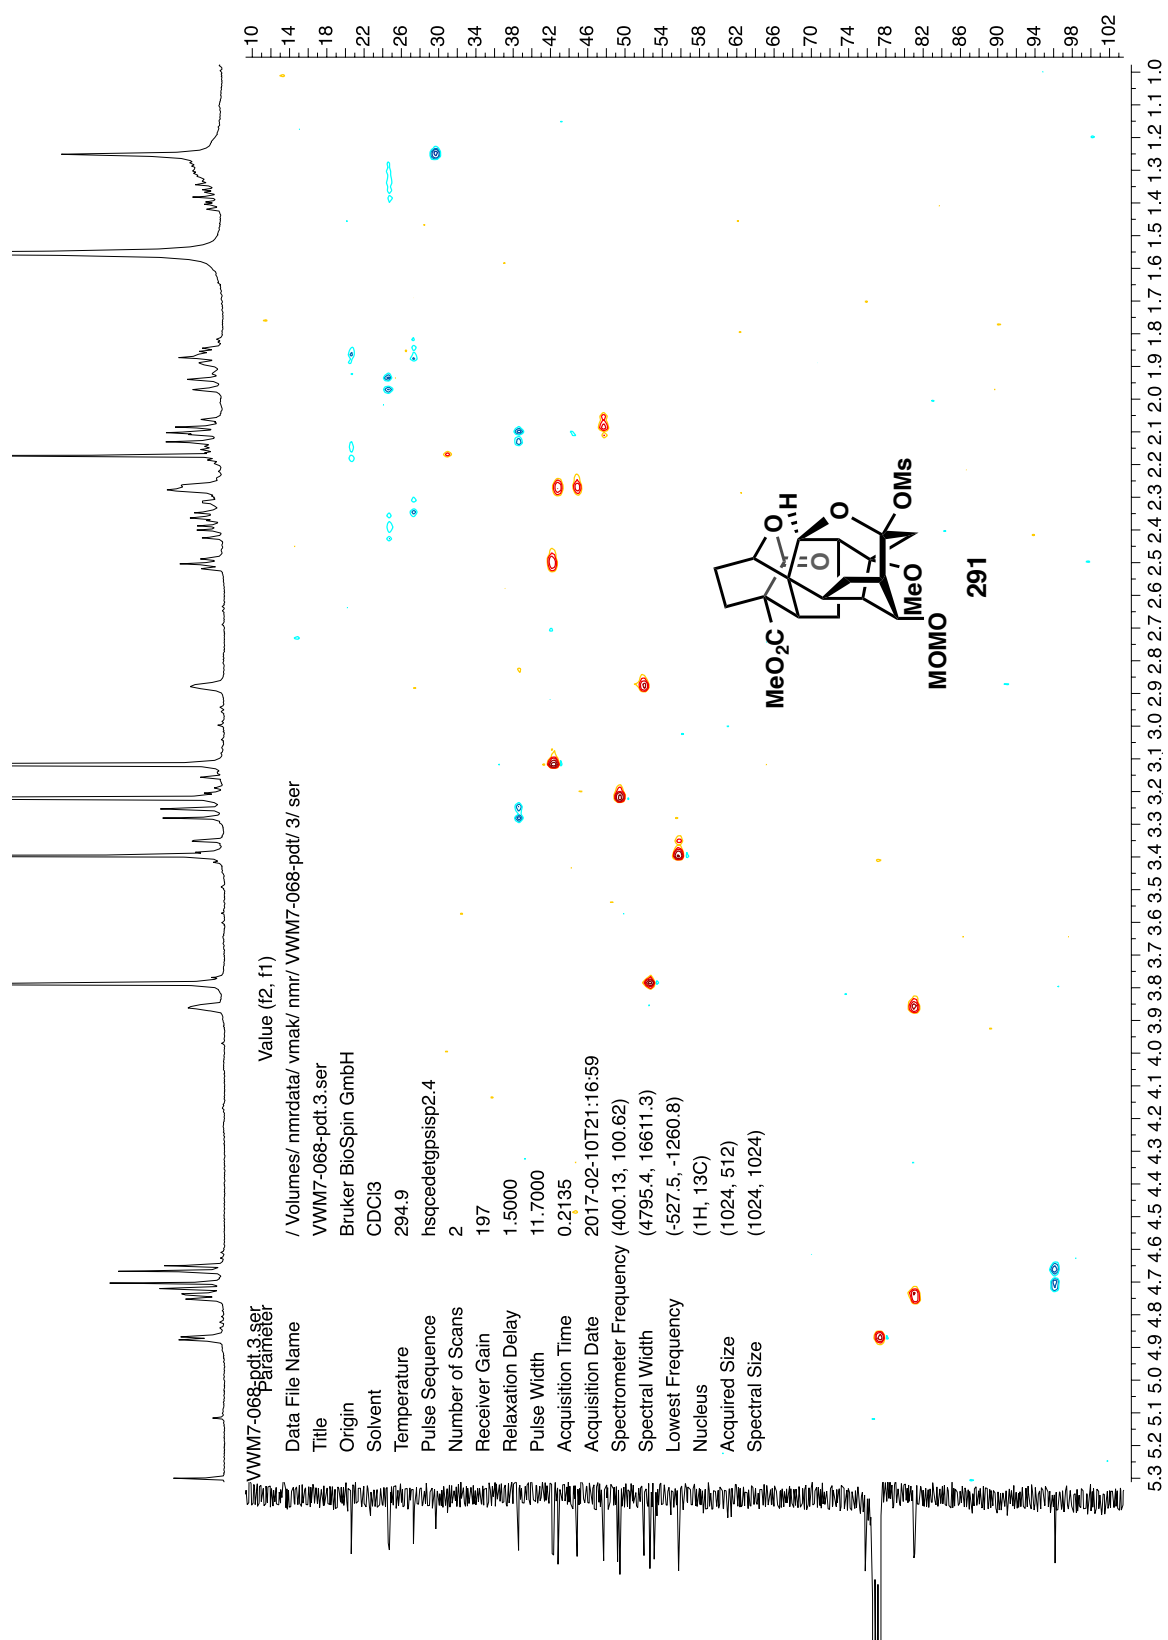 VWM7-068-pdt.3.ser
Parameter Value (f2, f1)
Data File Name / Volumes/ nmrdata/ vmak/ nmr/ VWM7-068-pdt/ 3/ ser
Title VWM7-068-pdt.3.ser
Origin Bruker BioSpin GmbH
Solvent CDCl3
Temperature 294.9
Pulse Sequence hsqcedetgpsisp2.4
Number of Scans 2
Receiver Gain 197
Relaxation Delay 1.5000
Pulse Width 11.7000
Acquisition Time 0.2135
Acquisition Date 2017-02-10T21:16:59
Spectrometer Frequency (400.13, 100.62)
Spectral Width (4795.4, 16611.3)
Lowest Frequency (-527.5, -1260.8)
Nucleus (1H, 13C)
Acquired Size (1024, 512)
Spectral Size (1024, 1024)
MeO2C
O
H
O
O
OMs
MeO
MOMO
291
10
14
18
22
26
30
34
38
42
46
50
54
58
62
66
70
74
78
82
86
90
94
98
102
5.3 5.2 5.1 5.0 4.9 4.8 4.7 4.6 4.5 4.4 4.3 4.2 4.1 4.0 3.9 3.8 3.7 3.6 3.5 3.4 3.3 3.2 3.1 3.0 2.9 2.8 2.7 2.6 2.5 2.4 2.3 2.2 2.1 2.0 1.9 1.8 1.7 1.6 1.5 1.4 1.3 1.2 1.1 1.0